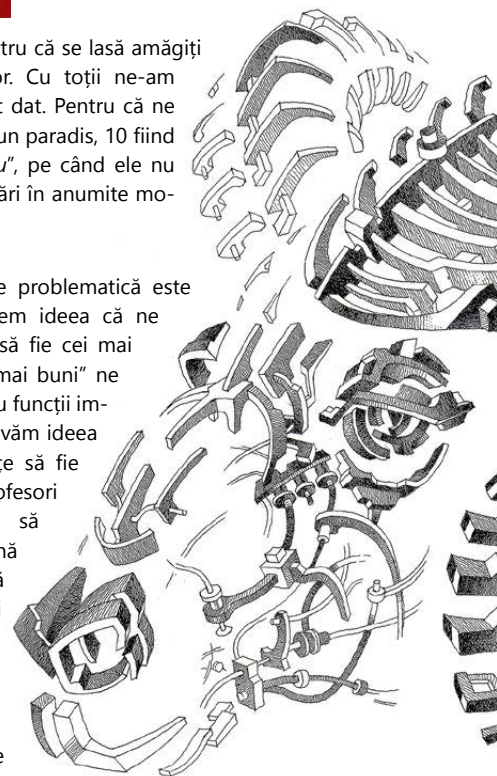 tru că se lasă amăgiți
or. Cu toții ne-am
t dat. Pentru că ne
un paradis, 10 fiind
u", pe când ele nu
ări în anumite mo-
e problematică este
em ideea că ne
să fie cei mai
mai buni" ne
u funcții im-
văm ideea
țe să fie
ofesori
să
nă
ă
i
e